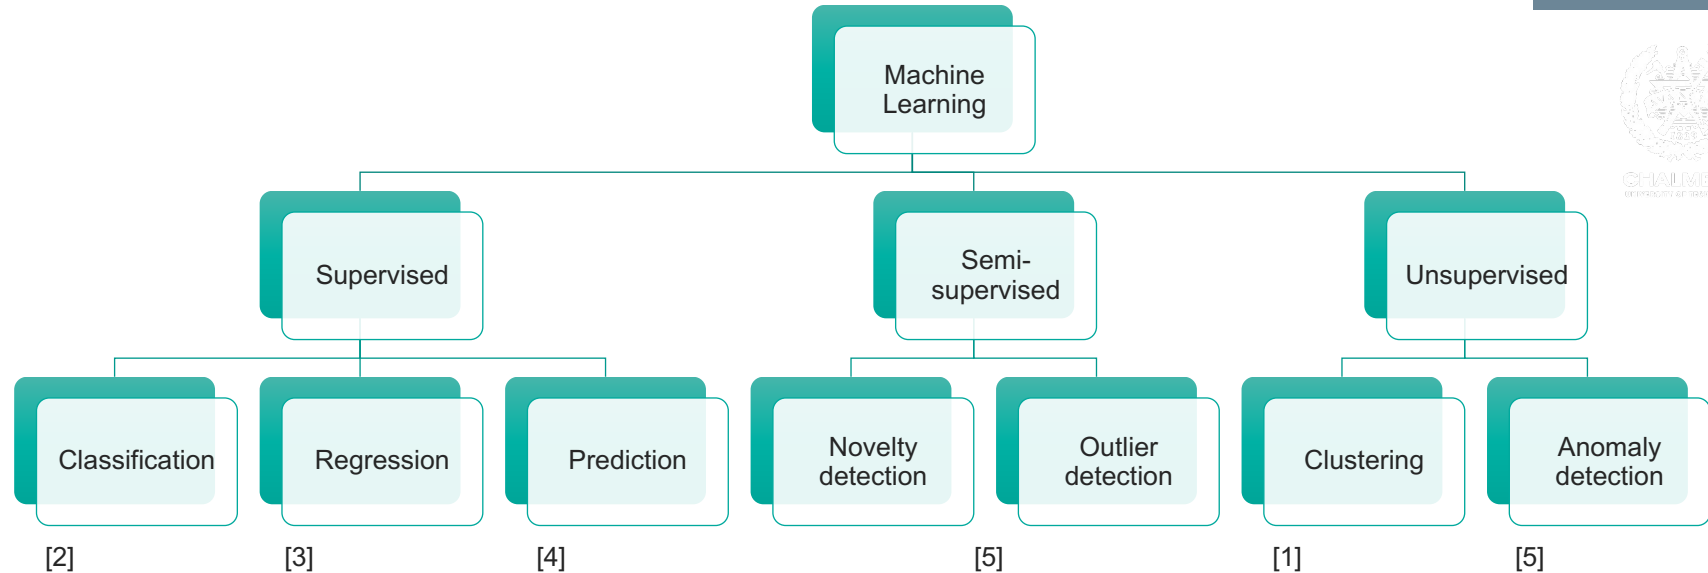 Machine
Learning
CHALME
Supervised
Semi-
supervised
Unsupervised
Classification
Regression
Prediction
Novelty
detection
Outlier
detection
Clustering
Anomaly
detection
[2]
[3]
[4]
[5]
[1]
[5]